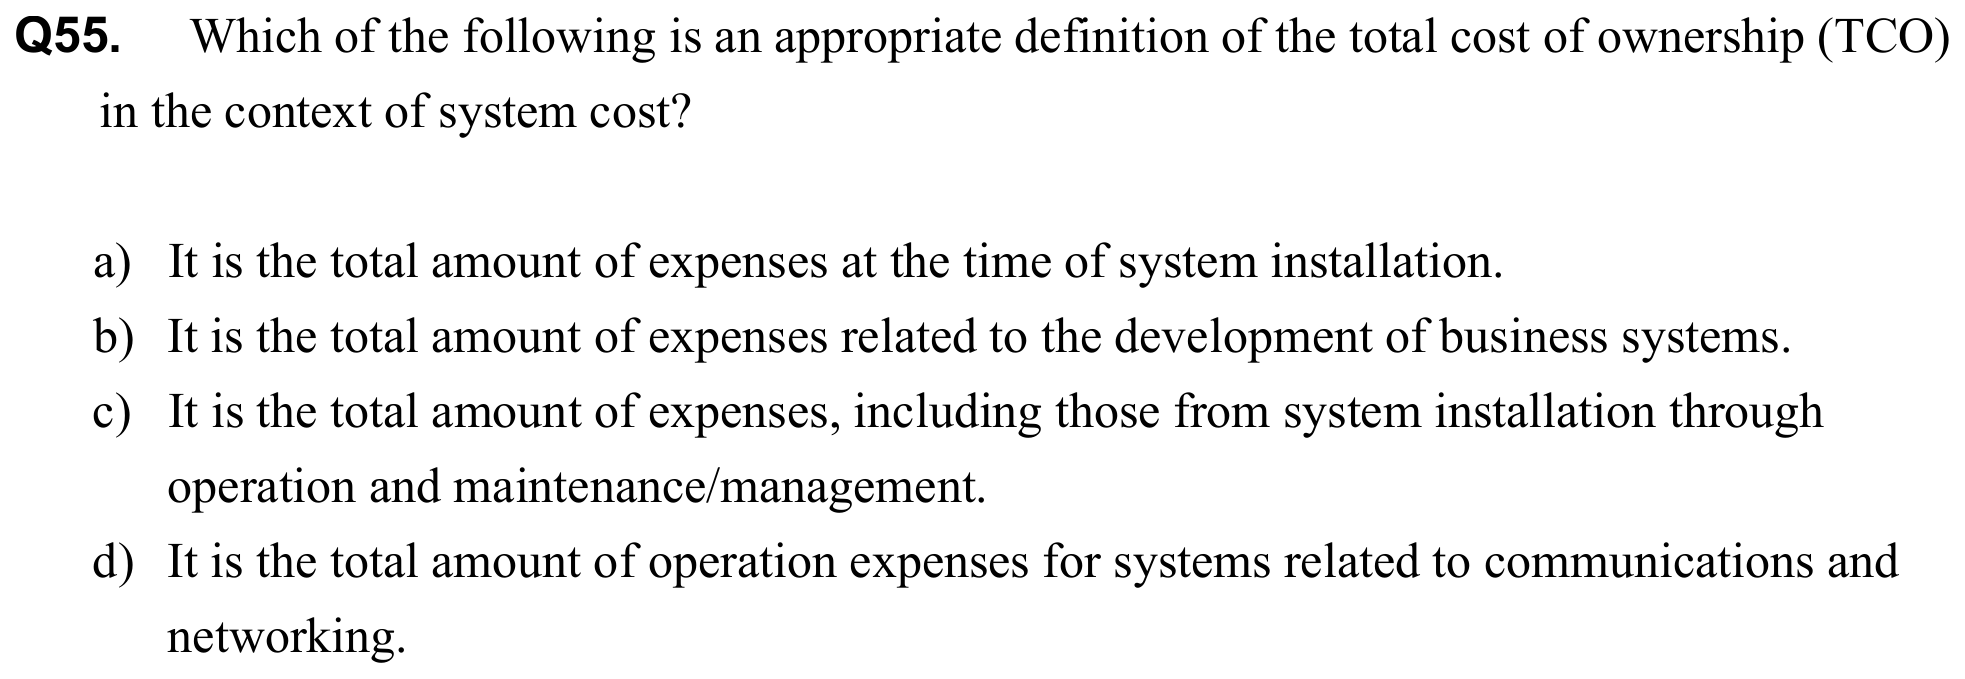 Q55. Which of the following is an appropriate definition of the total cost of ownership (TCO)
in the context of system cost?
a) It is the total amount of expenses at the time of system installation.
b) It is the total amount of expenses related to the development of business systems.
c) It is the total amount of expenses, including those from system installation through
operation and maintenance/management.
d) It is the total amount of operation expenses for systems related to communications and
networking.